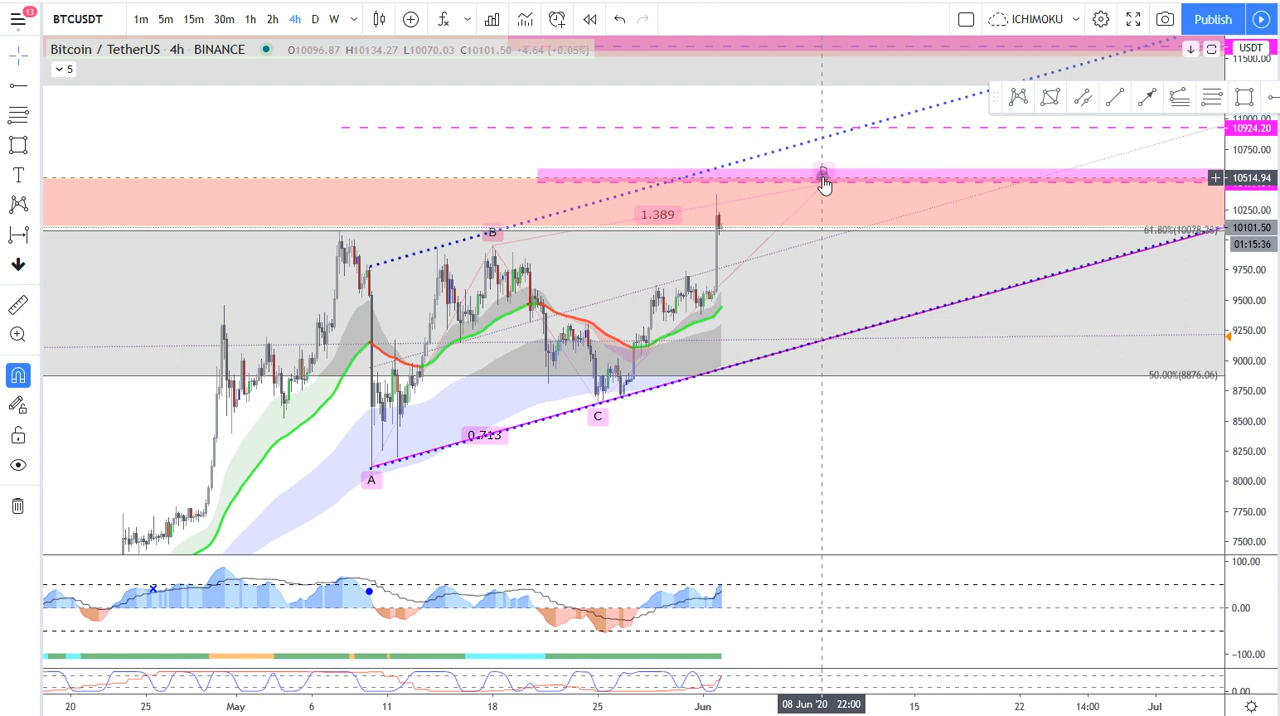 13
BTCUSDT
1m 5m 15m 30m 1h 2h 4h D W
ICHIMOKU
Publish
Bitcoin / TetherUS · 4h · BINANCE
O10096.87 H10134.27 L10070.03 C10101.50 +4.64 (+0.05%)
USDT
5
11500.00
11000.00
10924.20
10750.00
10514.94
1.389
10250.00
B
10101.50
61.80%(10078.23)
01:15:36
9750.00
9500.00
9250.00
9000.00
50.00%(8876.06)
8750.00
C
8500.00
0.713
8250.00
A
8000.00
7750.00
7500.00
100.00
0.00
−100.00
0.00
20 25 May 6 11 18 25 Jun 08 Jun '20 22:00 15 22 14:00 Jul